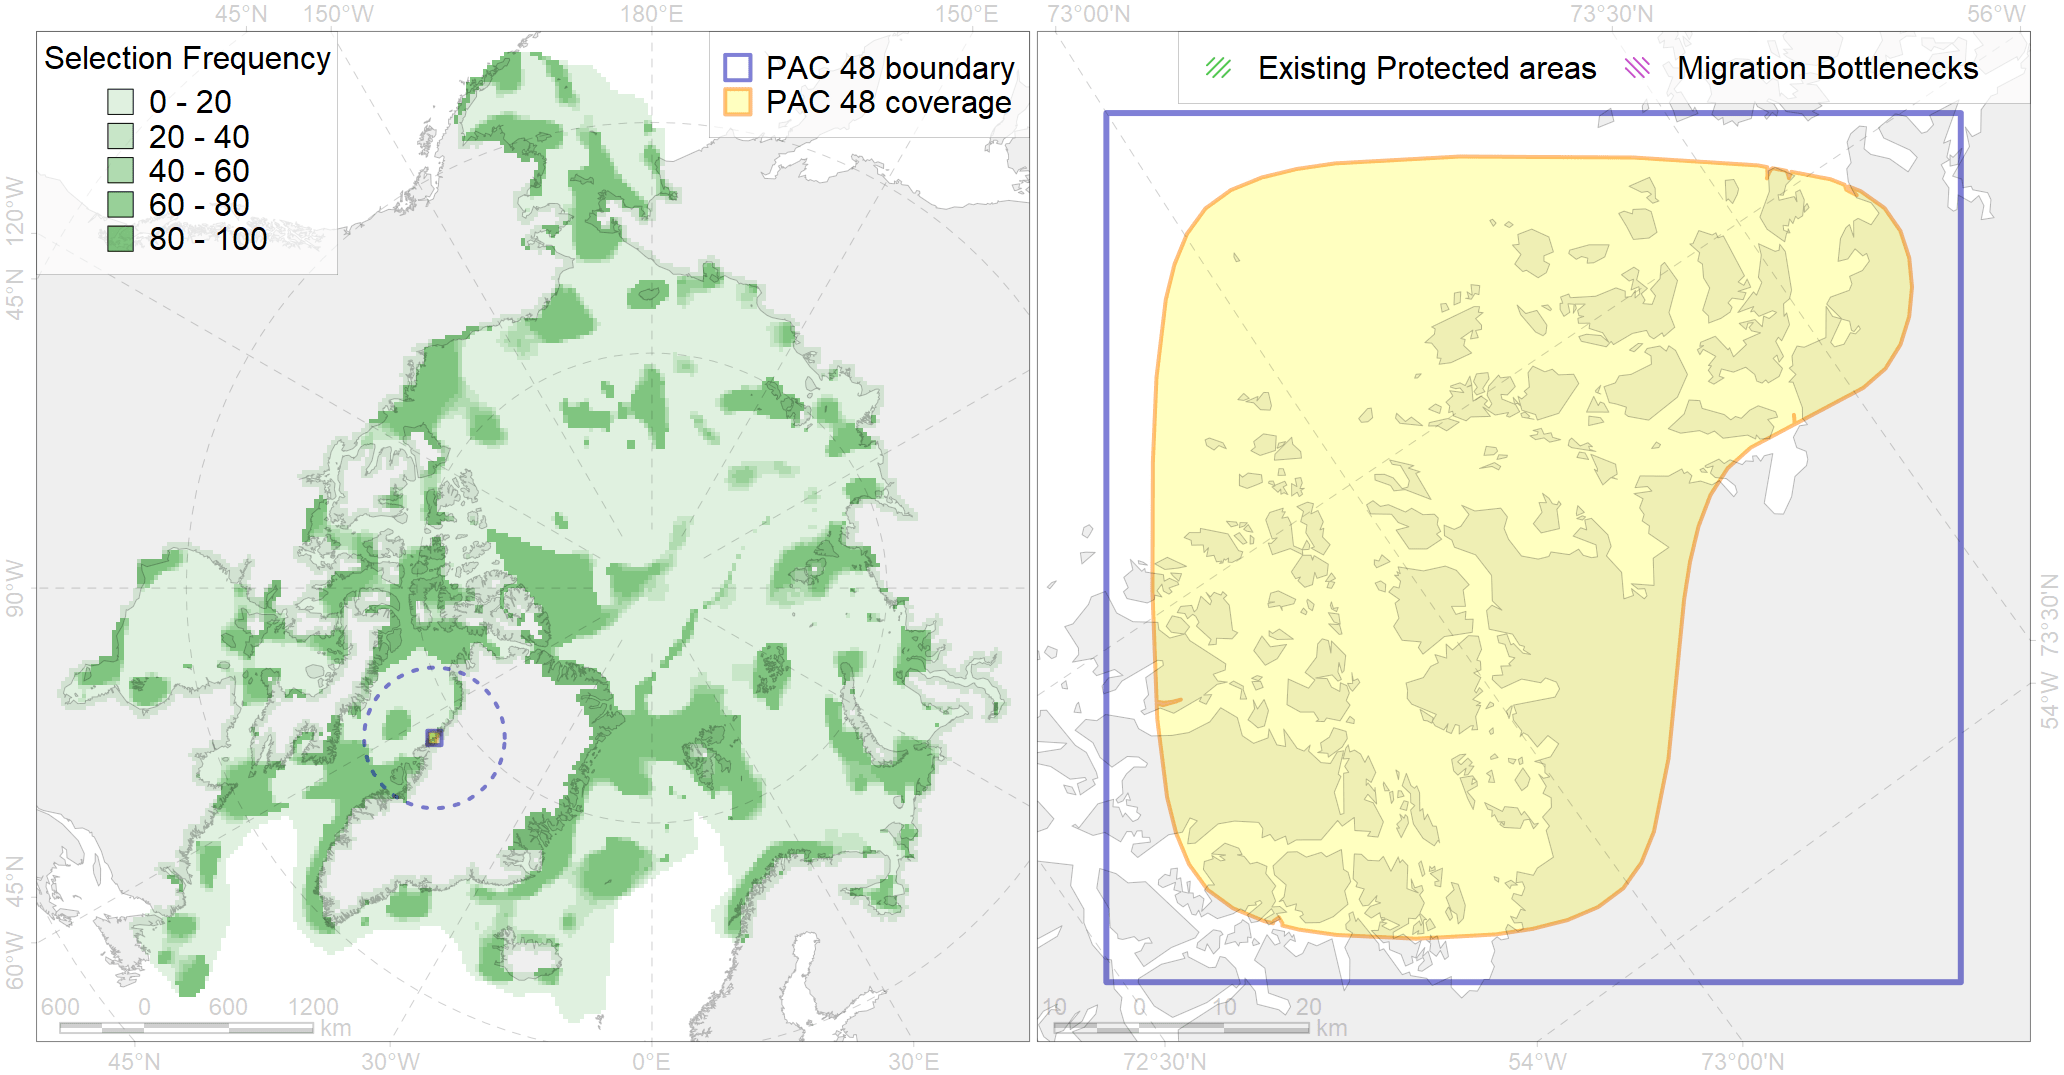 45°N 150°W 180°E 150°E 73°00'N 73°30'N 56°W
Selection Frequency
0 - 20
20 - 40
40 - 60
60 - 80
80 - 100
PAC 48 boundary
PAC 48 coverage
Existing Protected areas Migration Bottlenecks
120°W
45°N
90°W
45°N
60°W
73°30'N
54°W
600 0 600 1200
km
10 0 10 20
km
45°N 30°W 0°E 30°E 72°30'N 54°W 73°00'N